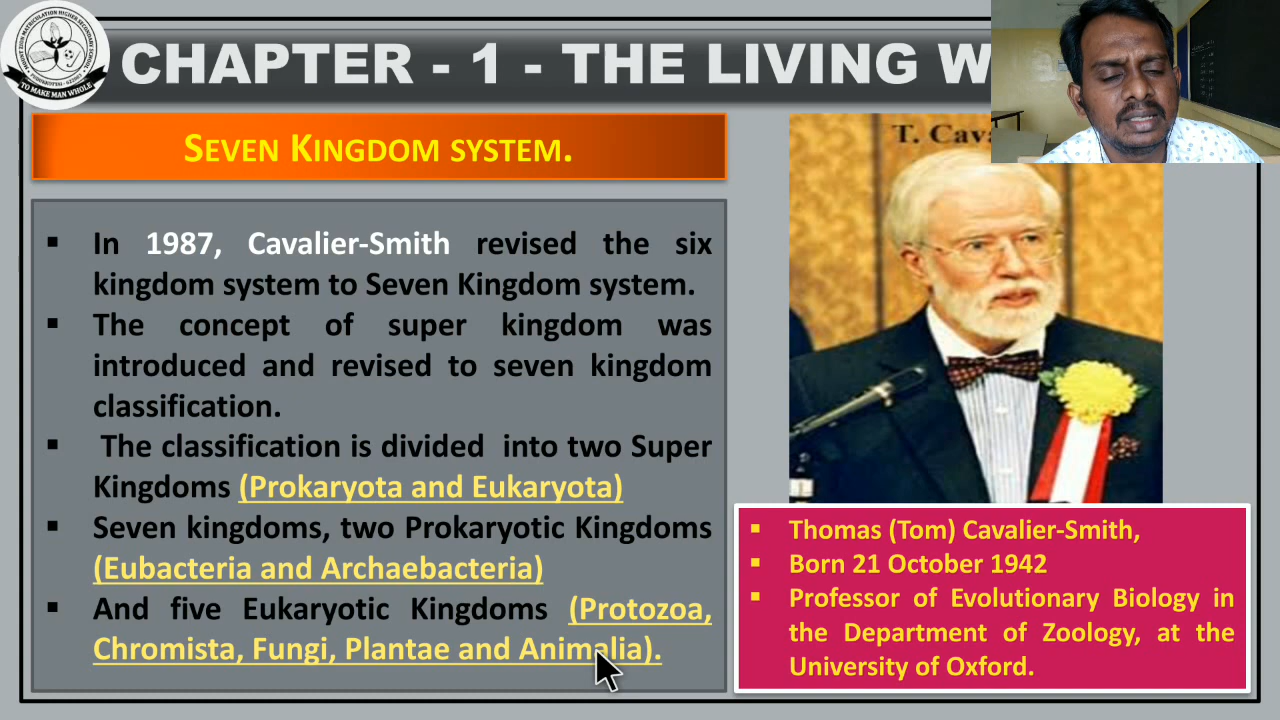 CHAPTER - 1 - THE LIVING W
SEVEN KINGDOM SYSTEM.
▪ In 1987, Cavalier-Smith revised the six
kingdom system to Seven Kingdom system.
▪ The concept of super kingdom was
introduced and revised to seven kingdom
classification.
▪ The classification is divided into two Super
Kingdoms (Prokaryota and Eukaryota)
▪ Seven kingdoms, two Prokaryotic Kingdoms
(Eubacteria and Archaebacteria)
▪ And five Eukaryotic Kingdoms (Protozoa,
Chromista, Fungi, Plantae and Animalia).
T. Cava
▪ Thomas (Tom) Cavalier-Smith,
▪ Born 21 October 1942
▪ Professor of Evolutionary Biology in
the Department of Zoology, at the
University of Oxford.
TO MAKE MAN WHOLE